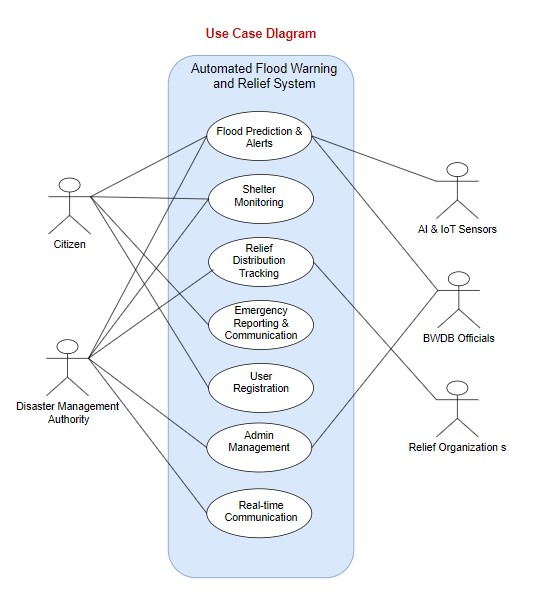 Use Case DIagram
Automated Flood Warning
and Relief System
Flood Prediction &
Alerts
Shelter
Monitoring
Relief
Distribution
Tracking
Emergency
Reporting &
Communication
User
Registration
Admin
Management
Real-time
Communication
Citizen
Disaster Management
Authority
AI & IoT Sensors
BWDB Officials
Relief Organization s